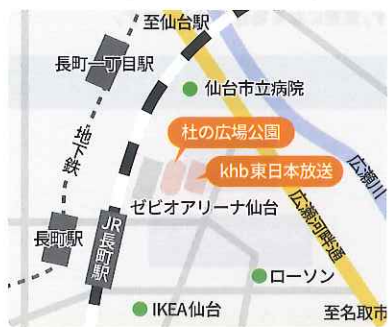 至仙台駅
長町一丁目駅
仙台市立病院
地下鉄
杜の広場公園
khb東日本放送
広瀬川
ゼビオアリーナ仙台
広瀬河畔通
長町駅
JR長町駅
ローソン
IKEA仙台
至名取市